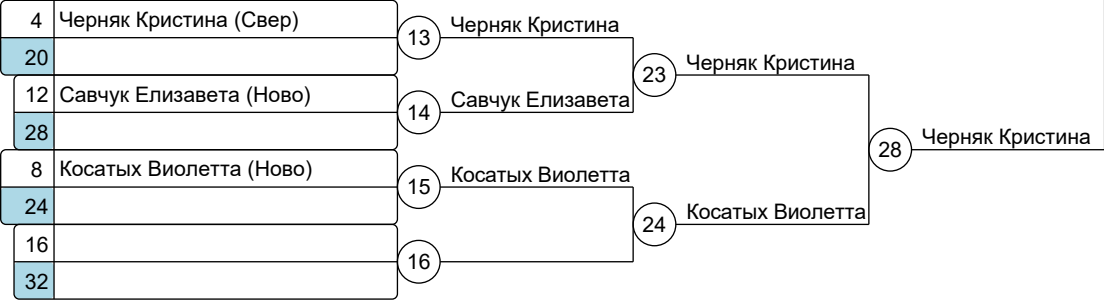 4 Черняк Кристина (Свер)
20
12 Савчук Елизавета (Ново)
28
8 Косатых Виолетта (Ново)
24
16
32
13 Черняк Кристина
14 Савчук Елизавета
15 Косатых Виолетта
16
23 Черняк Кристина
24 Косатых Виолетта
28 Черняк Кристина